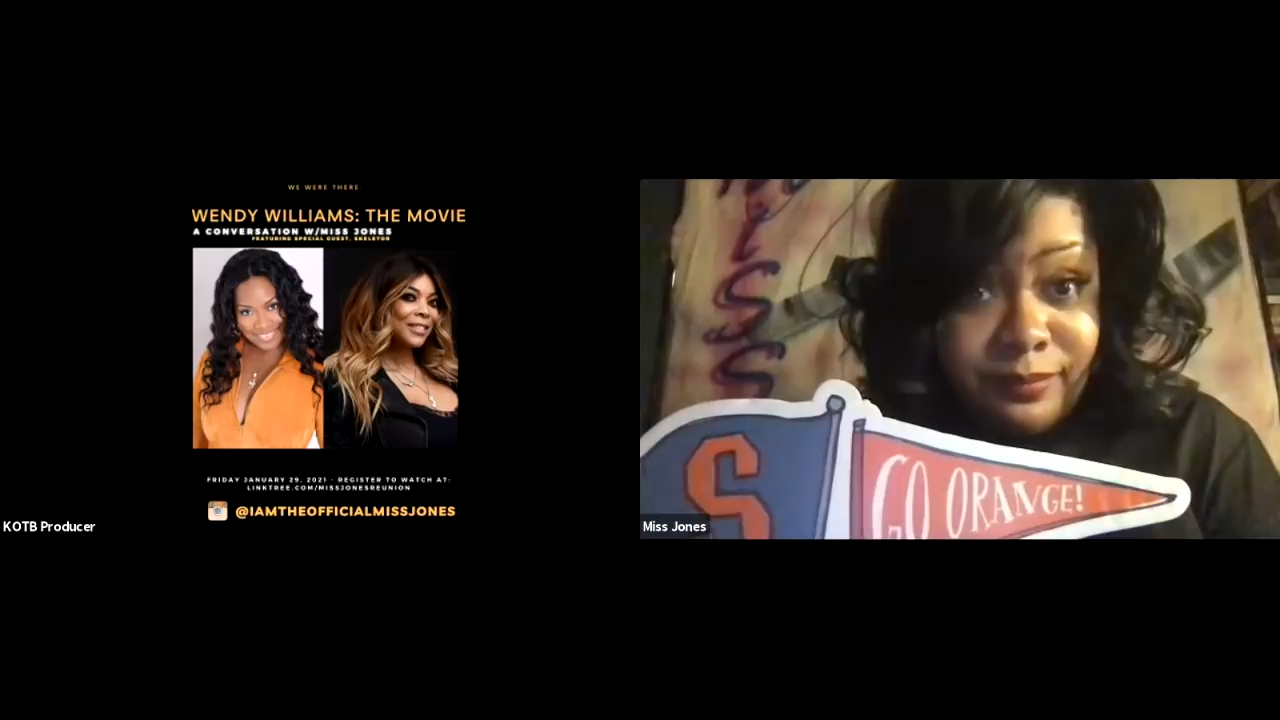 WE WERE THERE
WENDY WILLIAMS: THE MOVIE
A CONVERSATION W/MISS JONES
FEATURING SPECIAL GUEST, SKELETOR
FRIDAY JANUARY 29, 2021 - REGISTER TO WATCH AT:
LINKTREE.COM/MISSJONESREUNION
@IAMTHEOFFICIALMISSJONES
KOTB Producer
MISS
S
GO ORANGE!
Miss Jones